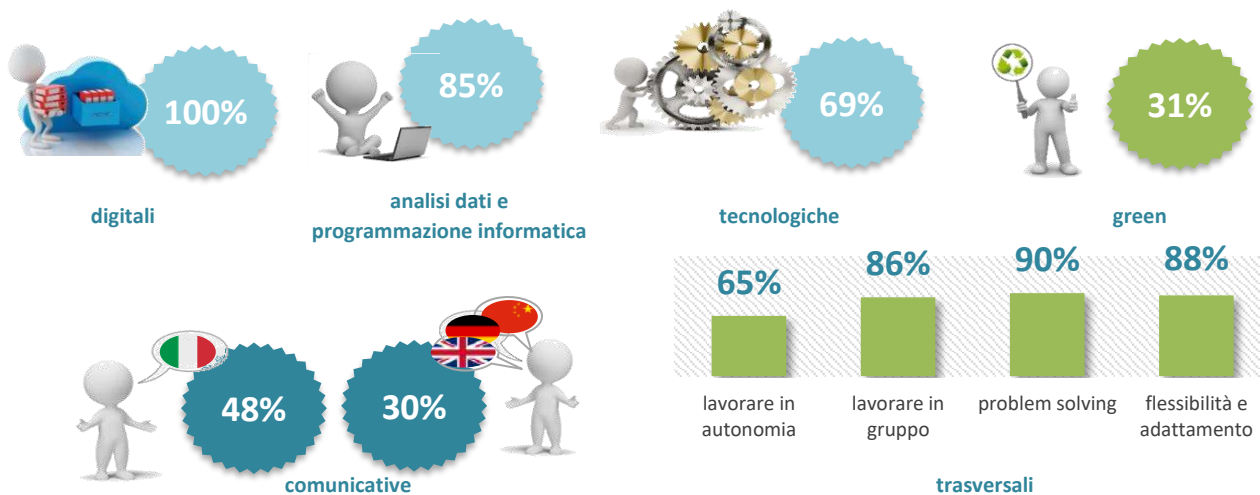 100%
85%
69%
31%
digitali
analisi dati e
programmazione informatica
tecnologiche
green
48%
30%
comunicative
65%
86%
90%
88%
lavorare in
autonomia
lavorare in
gruppo
problem solving
flessibilità e
adattamento
trasversali